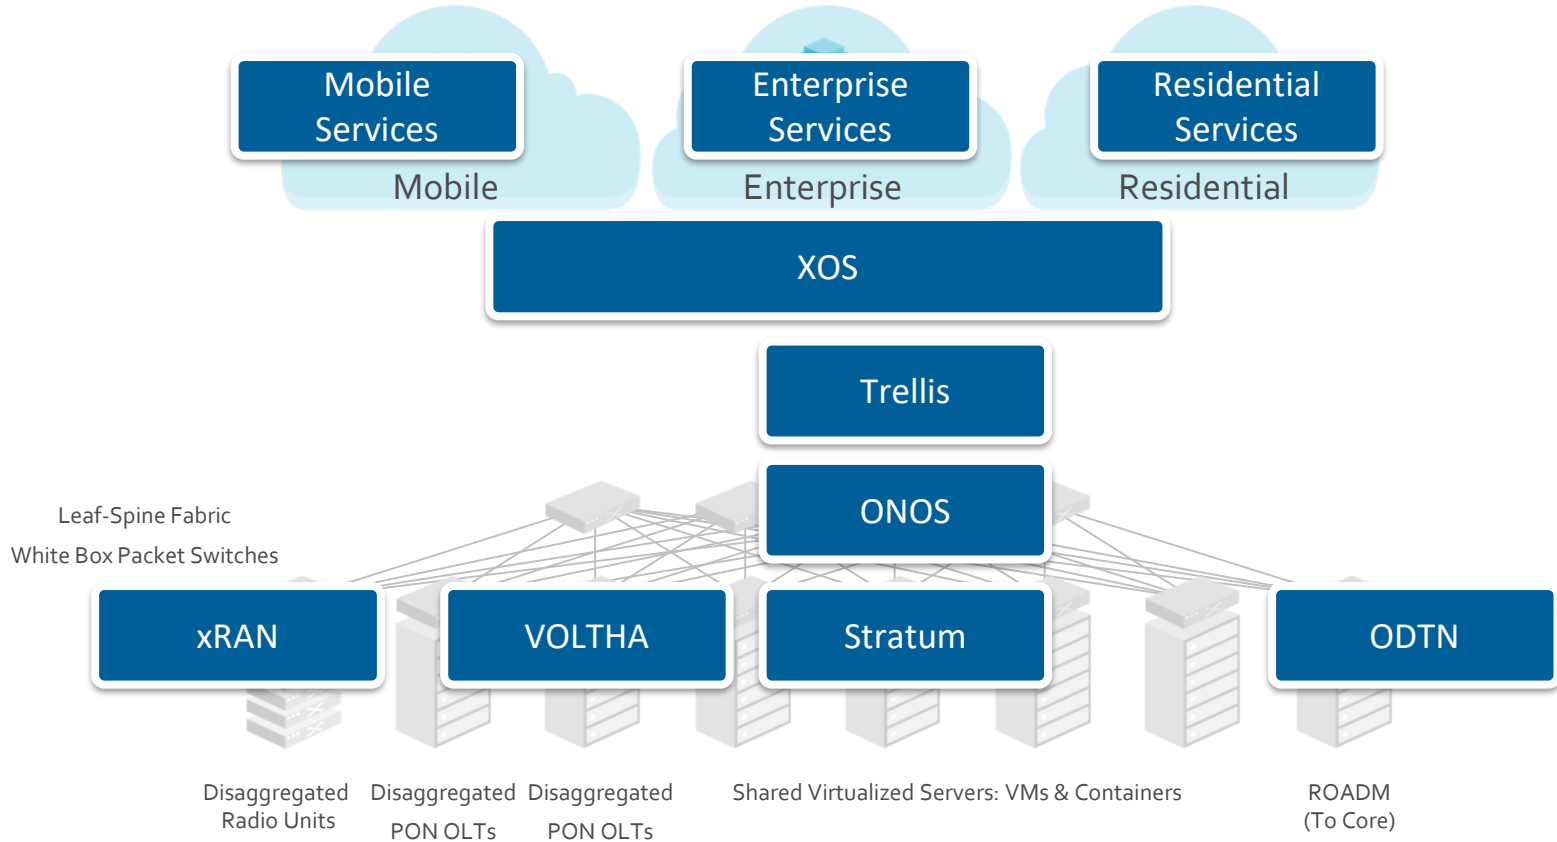 Mobile
Services
Enterprise
Services
Residential
Services
Mobile
Enterprise
Residential
XOS
Trellis
ONOS
Leaf-Spine Fabric
White Box Packet Switches
xRAN
VOLTHA
Stratum
ODTN
Disaggregated
Radio Units
Disaggregated
PON OLTs
Disaggregated
PON OLTs
Shared Virtualized Servers: VMs & Containers
ROADM
(To Core)